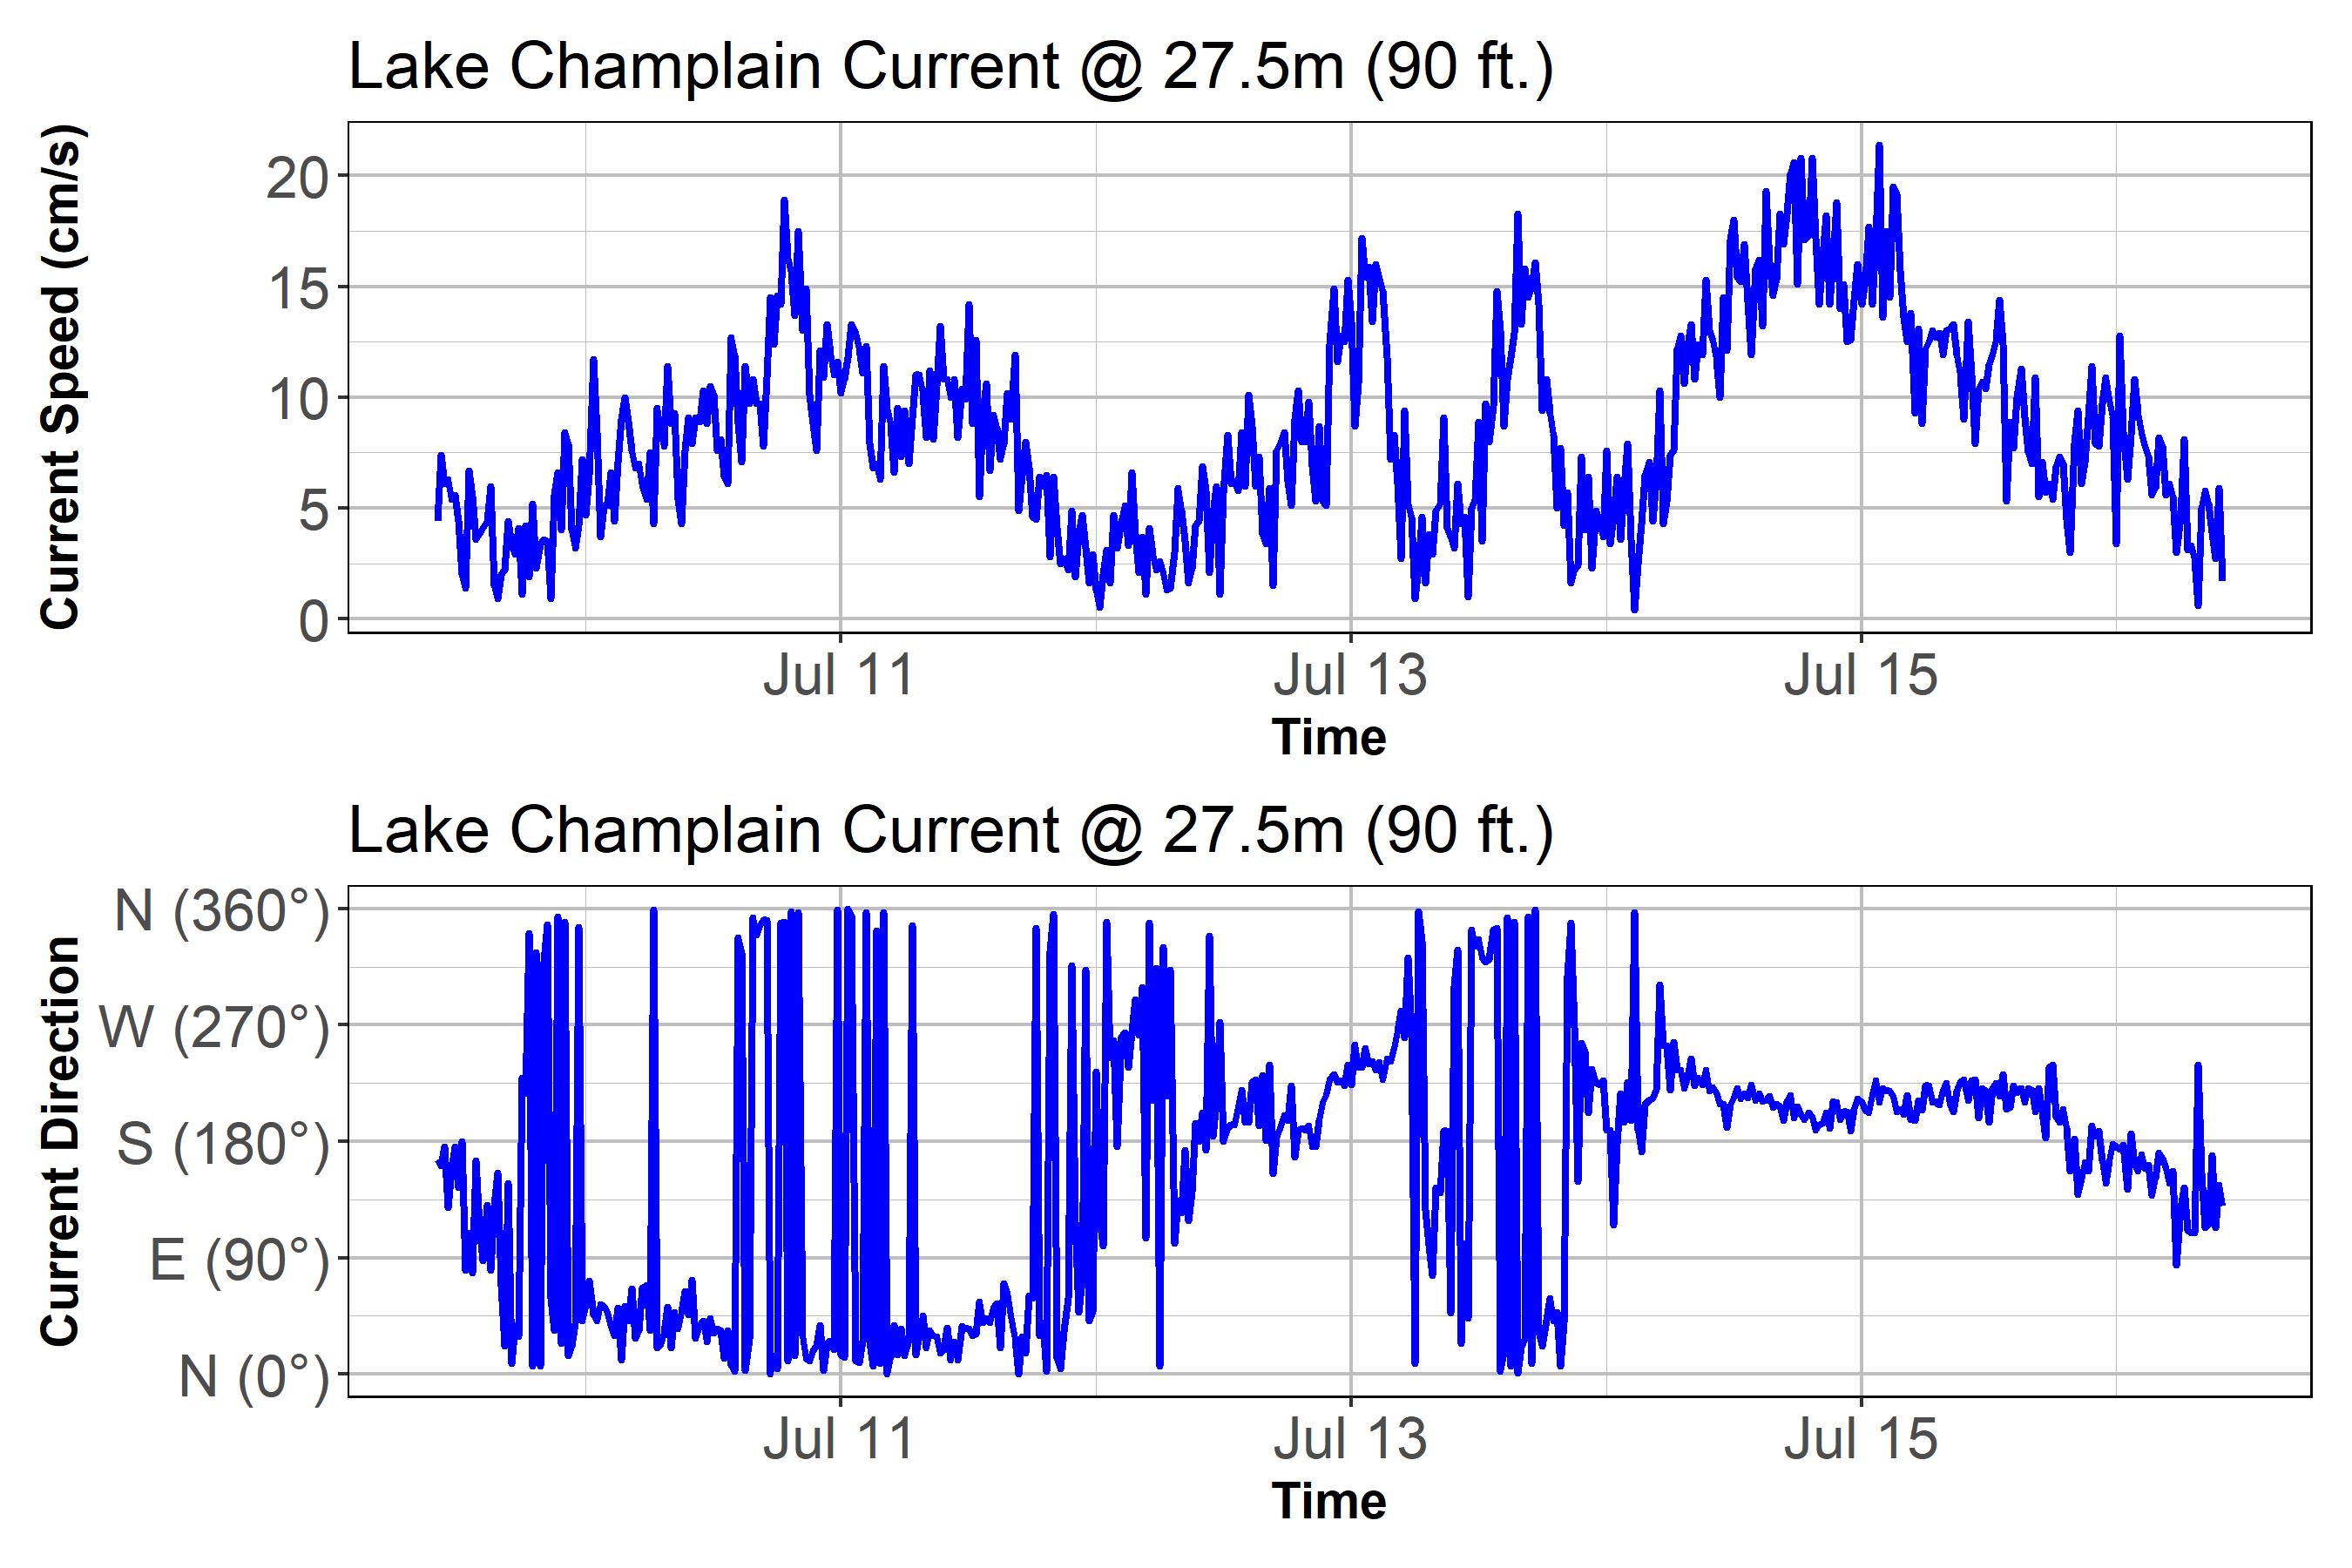 Lake Champlain Current @ 27.5m (90 ft.)
Current Speed (cm/s)
20
15
10
5
0
Jul 11 Jul 13 Jul 15
Time
Lake Champlain Current @ 27.5m (90 ft.)
Current Direction
N (360°)
W (270°)
S (180°)
E (90°)
N (0°)
Jul 11 Jul 13 Jul 15
Time